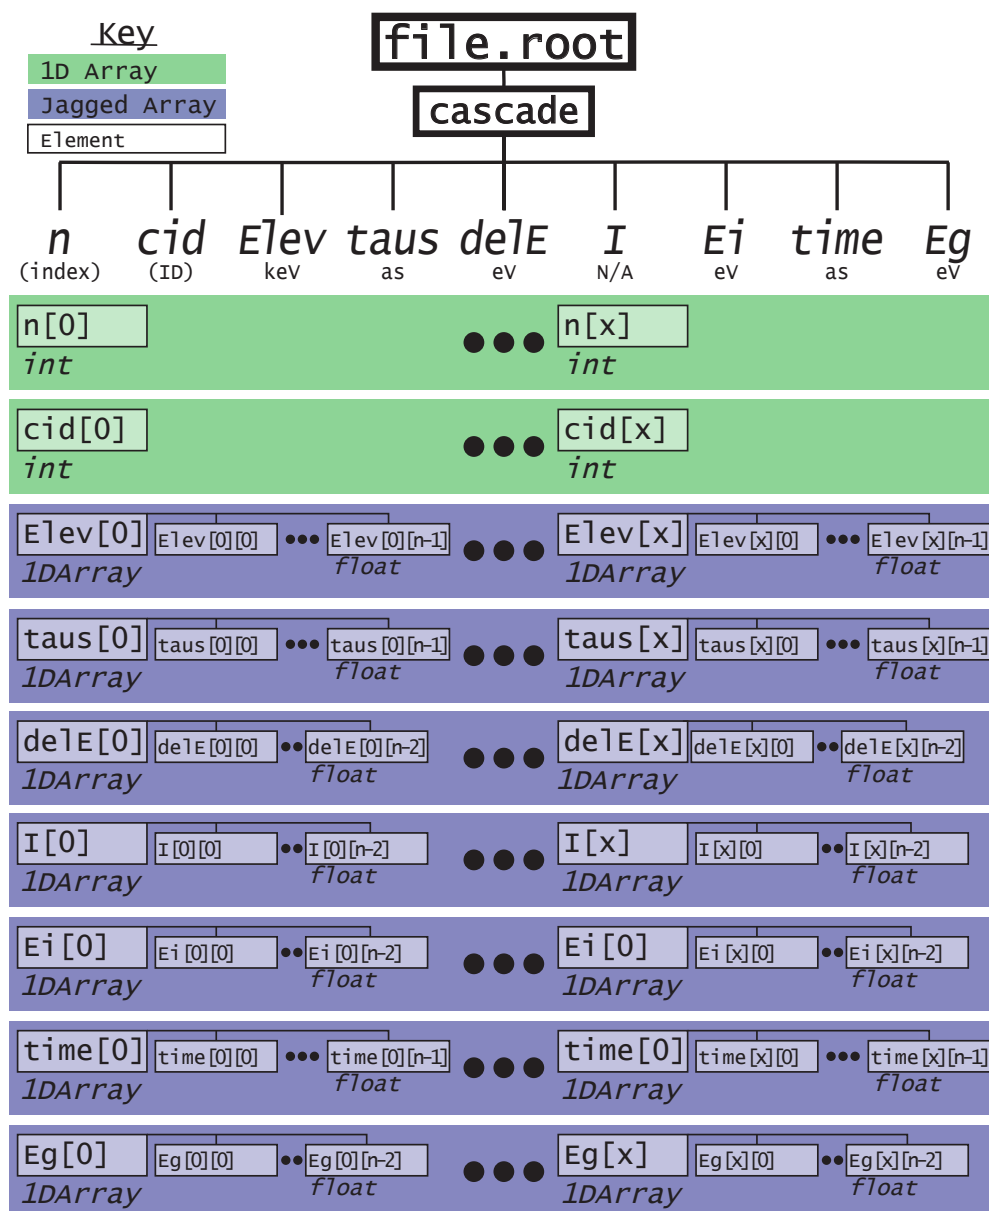 Key
1D Array
Jagged Array
Element
file.root
cascade
n cid Elev taus delE I Ei time Eg
(index) (ID) keV as eV N/A eV as eV
n[0] n[x]
int int
cid[0] cid[x]
int int
Elev[0] Elev[0][0] Elev[0][n-1] Elev[x] Elev[x][0] Elev[x][n-1]
1DArray float 1DArray float
taus[0] taus[0][0] taus[0][n-1] taus[x] taus[x][0] taus[x][n-1]
1DArray float 1DArray float
delE[0] delE[0][0] delE[0][n-2] delE[x] delE[x][0] delE[x][n-2]
1DArray float 1DArray float
I[0] I[0][0] I[0][n-2] I[x] I[x][0] I[x][n-2]
1DArray float 1DArray float
Ei[0] Ei[0][0] Ei[0][n-2] Ei[0] Ei[x][0] Ei[x][n-2]
1DArray float 1DArray float
time[0] time[0][0] time[0][n-1] time[0] time[x][0] time[x][n-1]
1DArray float 1DArray float
Eg[0] Eg[0][0] Eg[0][n-2] Eg[x] Eg[x][0] Eg[x][n-2]
1DArray float 1DArray float